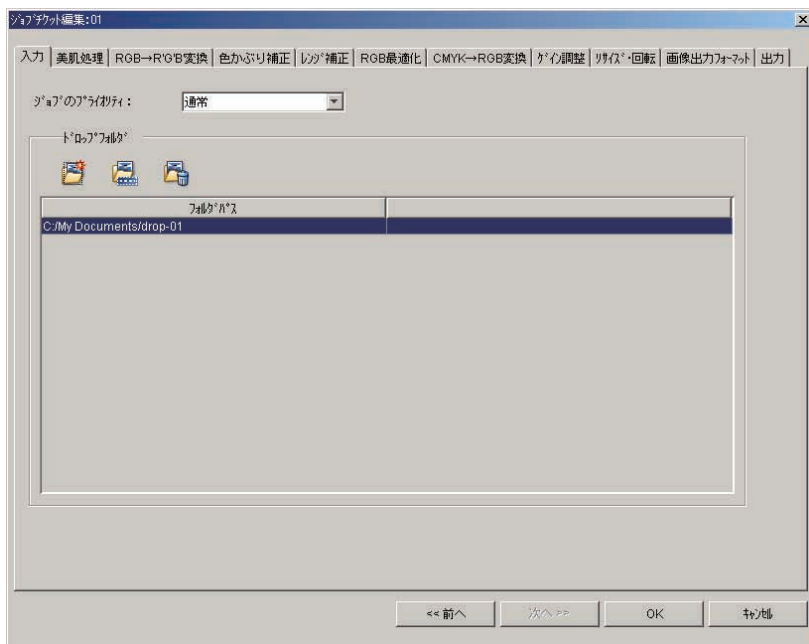 ｼﾞｮﾌﾞﾁｹｯﾄ編集:01
入力 美肌処理 RGB→R'G'B'変換 色かぶり補正 ﾚﾝｼﾞ補正 RGB最適化 CMYK→RGB変換 ｹﾞｲﾝ調整 ﾘｻｲｽﾞ・回転 画像出力ﾌｫｰﾏｯﾄ 出力
ｼﾞｮﾌﾞのﾌﾟﾗｲｵﾘﾃｨ： 通常
ﾄﾞﾛｯﾌﾟﾌｫﾙﾀﾞ
ﾌｫﾙﾀﾞﾊﾟｽ
C:/My Documents/drop-01
<< 前へ 次へ >> OK ｷｬﾝｾﾙ